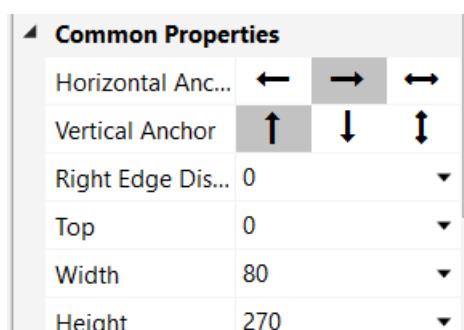 Common Properties
Horizontal Anc...
Vertical Anchor
Right Edge Dis... 0
Top 0
Width 80
Height 270